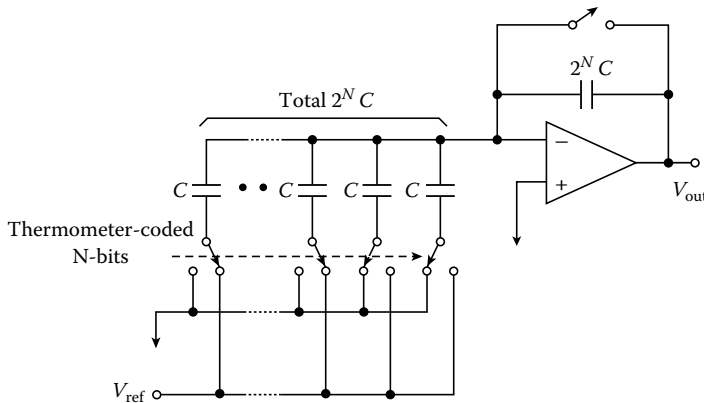 2^N C
Total 2^N C
−
+
V_out
C
C
C
C
Thermometer-coded
N-bits
V_ref